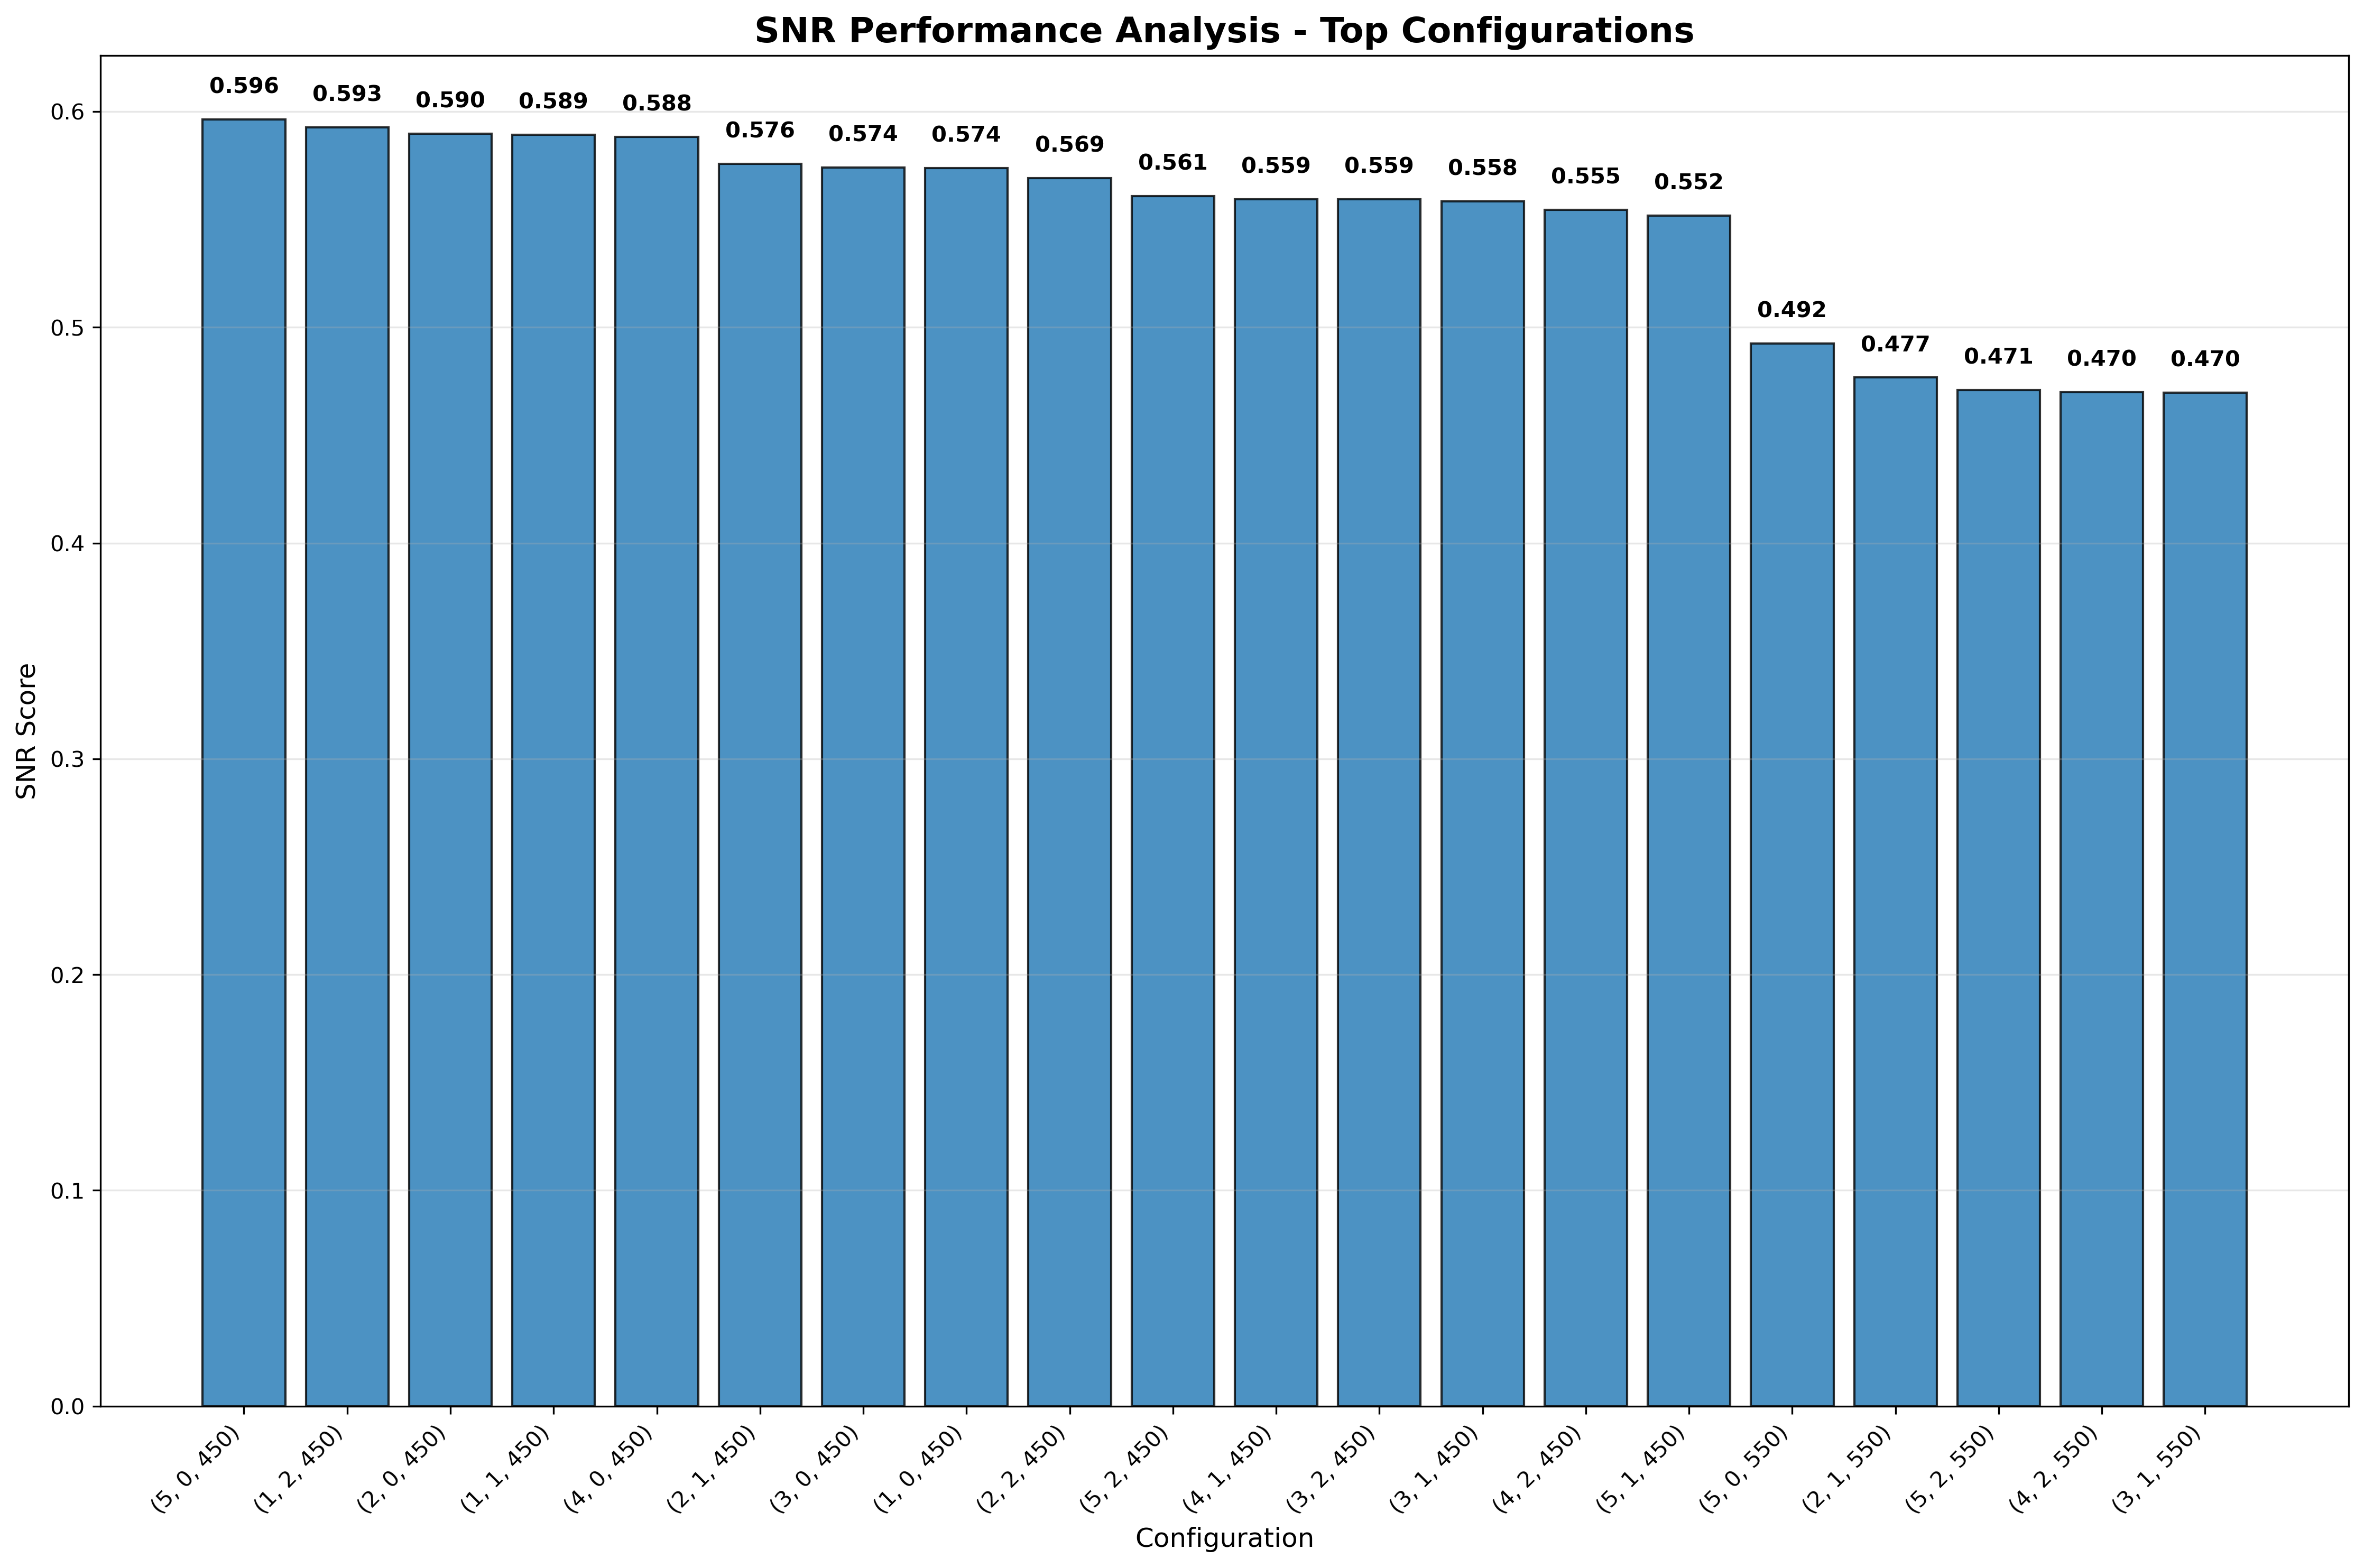 SNR Performance Analysis - Top Configurations
SNR Score
0.6
0.5
0.4
0.3
0.2
0.1
0.0
0.596
0.593
0.590
0.589
0.588
0.576
0.574
0.574
0.569
0.561
0.559
0.559
0.558
0.555
0.552
0.492
0.477
0.471
0.470
0.470
(5, 0, 450)
(1, 2, 450)
(2, 0, 450)
(1, 1, 450)
(4, 0, 450)
(2, 1, 450)
(3, 0, 450)
(1, 0, 450)
(2, 2, 450)
(5, 2, 450)
(4, 1, 450)
(3, 2, 450)
(3, 1, 450)
(4, 2, 450)
(5, 1, 450)
(5, 0, 550)
(2, 1, 550)
(5, 2, 550)
(4, 2, 550)
(3, 1, 550)
Configuration